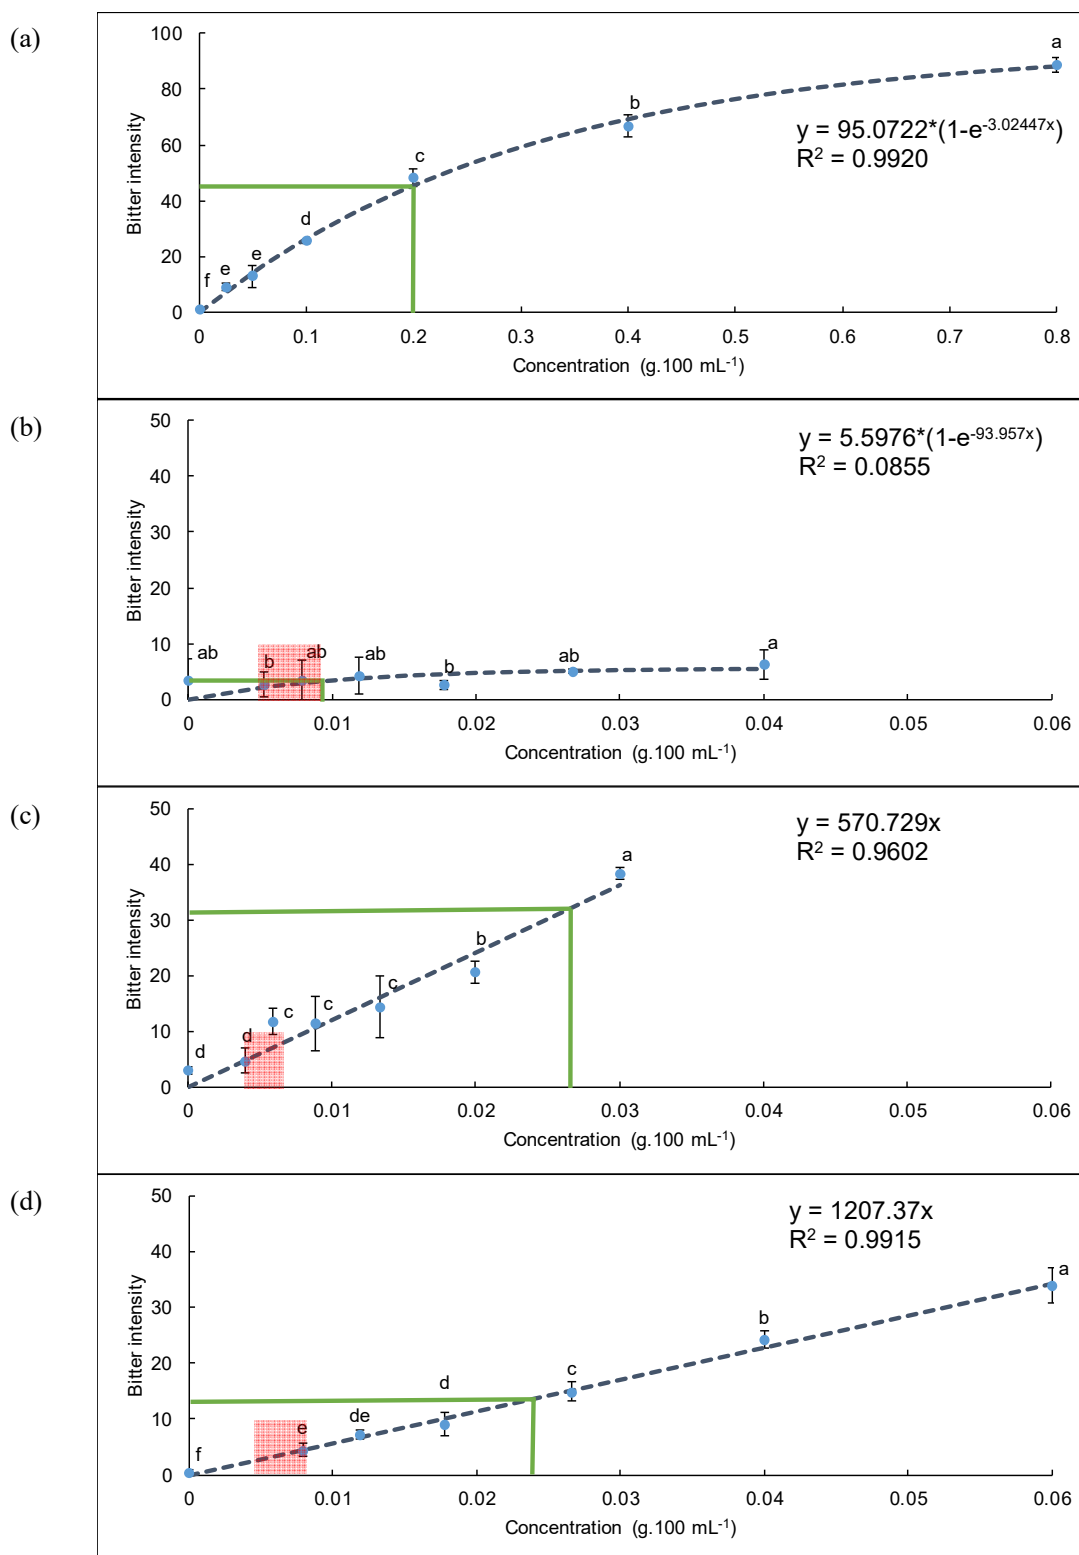 (a)
100
80
60
40
20
0
Bitter intensity
f
e
e
d
c
b
a
y = 95.0722*(1-e^-3.02447x)
R² = 0.9920
0 0.1 0.2 0.3 0.4 0.5 0.6 0.7 0.8
Concentration (g.100 mL⁻¹)
(b)
50
40
30
20
10
0
Bitter intensity
ab
b
ab
ab
b
ab
a
y = 5.5976*(1-e^-93.957x)
R² = 0.0855
0 0.01 0.02 0.03 0.04 0.05 0.06
Concentration (g.100 mL⁻¹)
(c)
50
40
30
20
10
0
Bitter intensity
d
d
c
c
c
b
a
y = 570.729x
R² = 0.9602
0 0.01 0.02 0.03 0.04 0.05 0.06
Concentration (g.100 mL⁻¹)
(d)
50
40
30
20
10
0
Bitter intensity
f
e
de
d
c
b
a
y = 1207.37x
R² = 0.9915
0 0.01 0.02 0.03 0.04 0.05 0.06
Concentration (g.100 mL⁻¹)